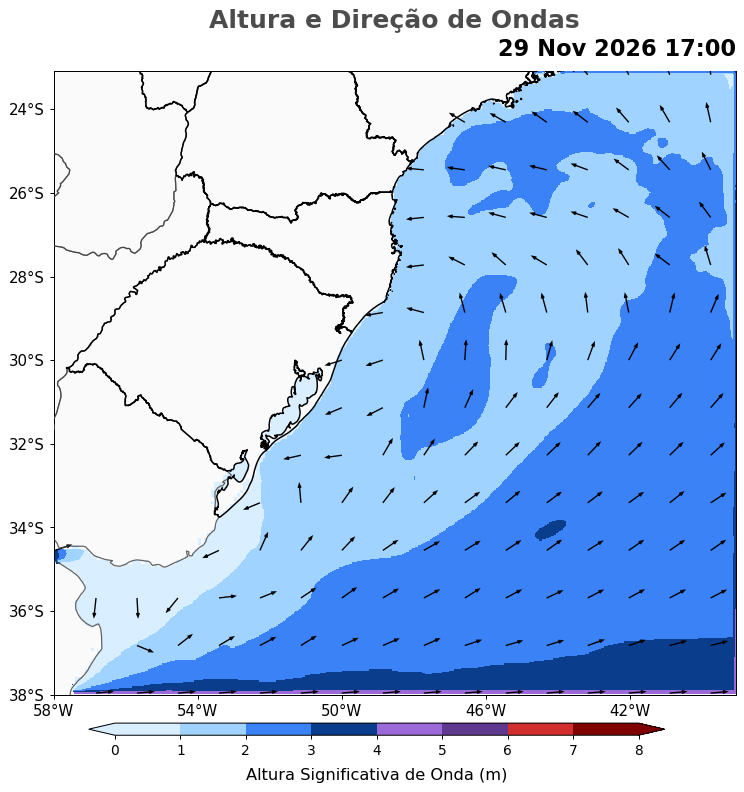 Altura e Direção de Ondas
29 Nov 2026 17:00
24°S
26°S
28°S
30°S
32°S
34°S
36°S
38°S
58°W 54°W 50°W 46°W 42°W
0 1 2 3 4 5 6 7 8
Altura Significativa de Onda (m)